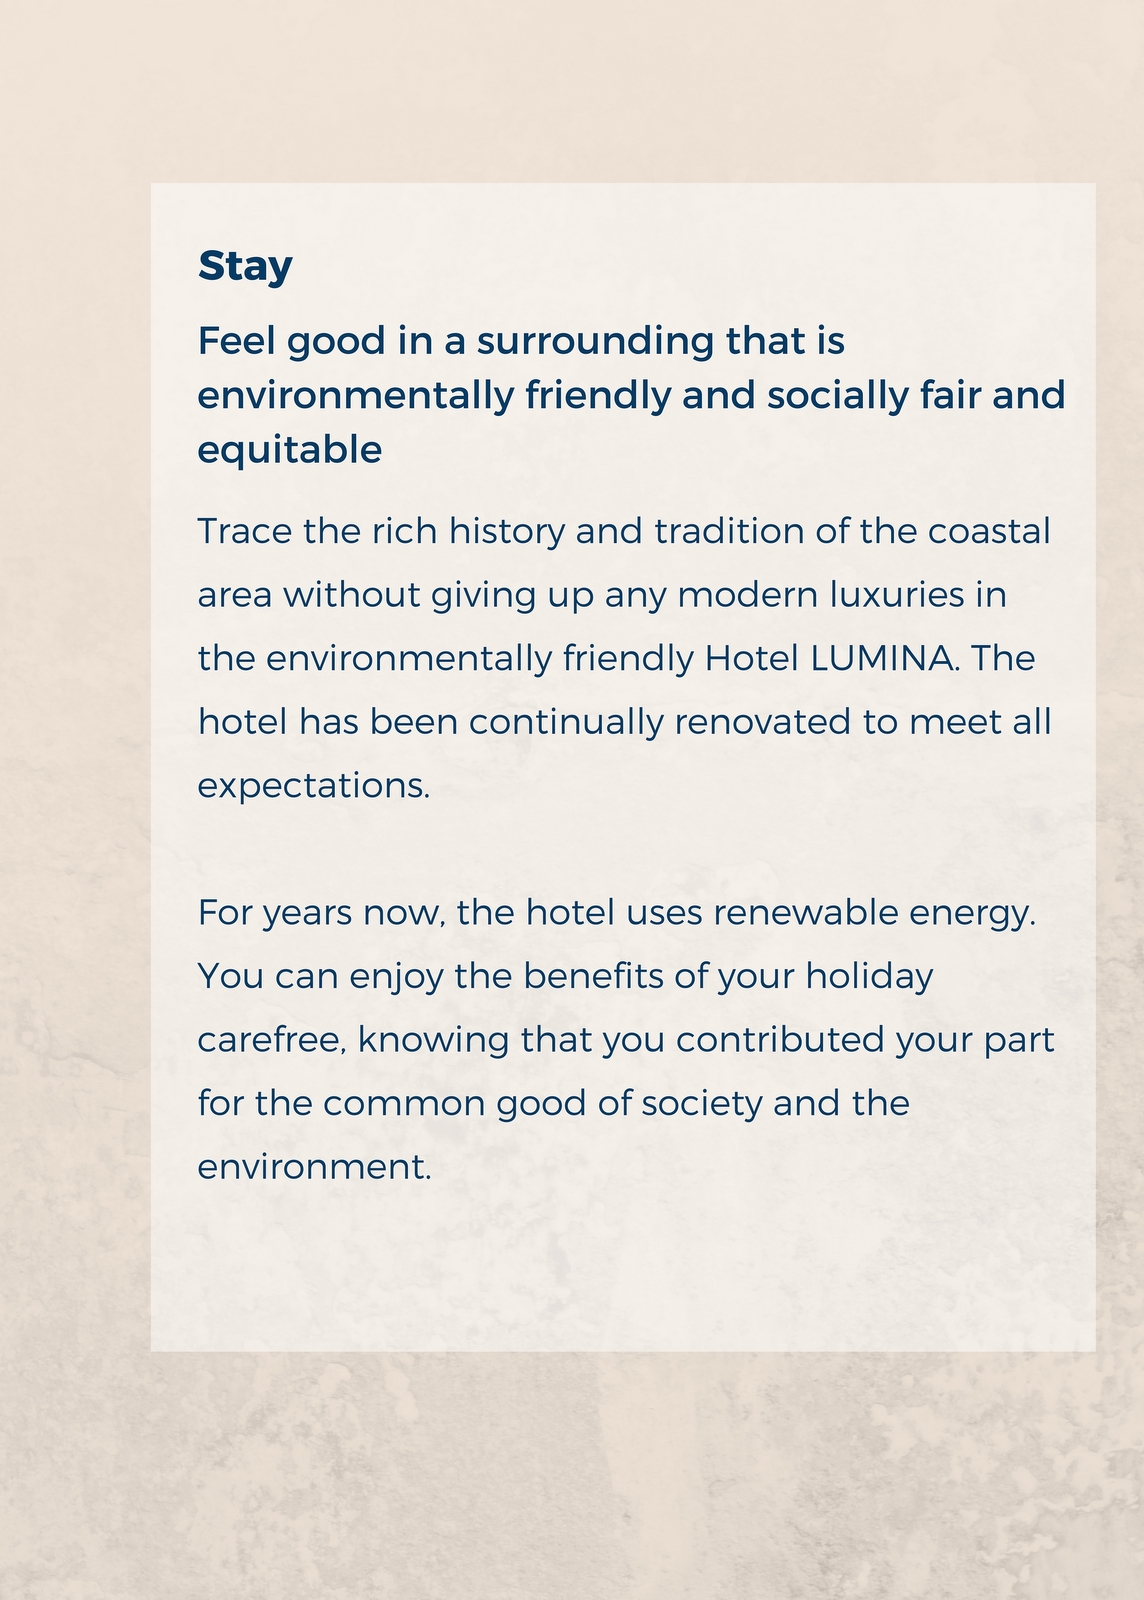 Stay
Feel good in a surrounding that is
environmentally friendly and socially fair and
equitable
Trace the rich history and tradition of the coastal
area without giving up any modern luxuries in
the environmentally friendly Hotel LUMINA. The
hotel has been continually renovated to meet all
expectations.
For years now, the hotel uses renewable energy.
You can enjoy the benefits of your holiday
carefree, knowing that you contributed your part
for the common good of society and the
environment.